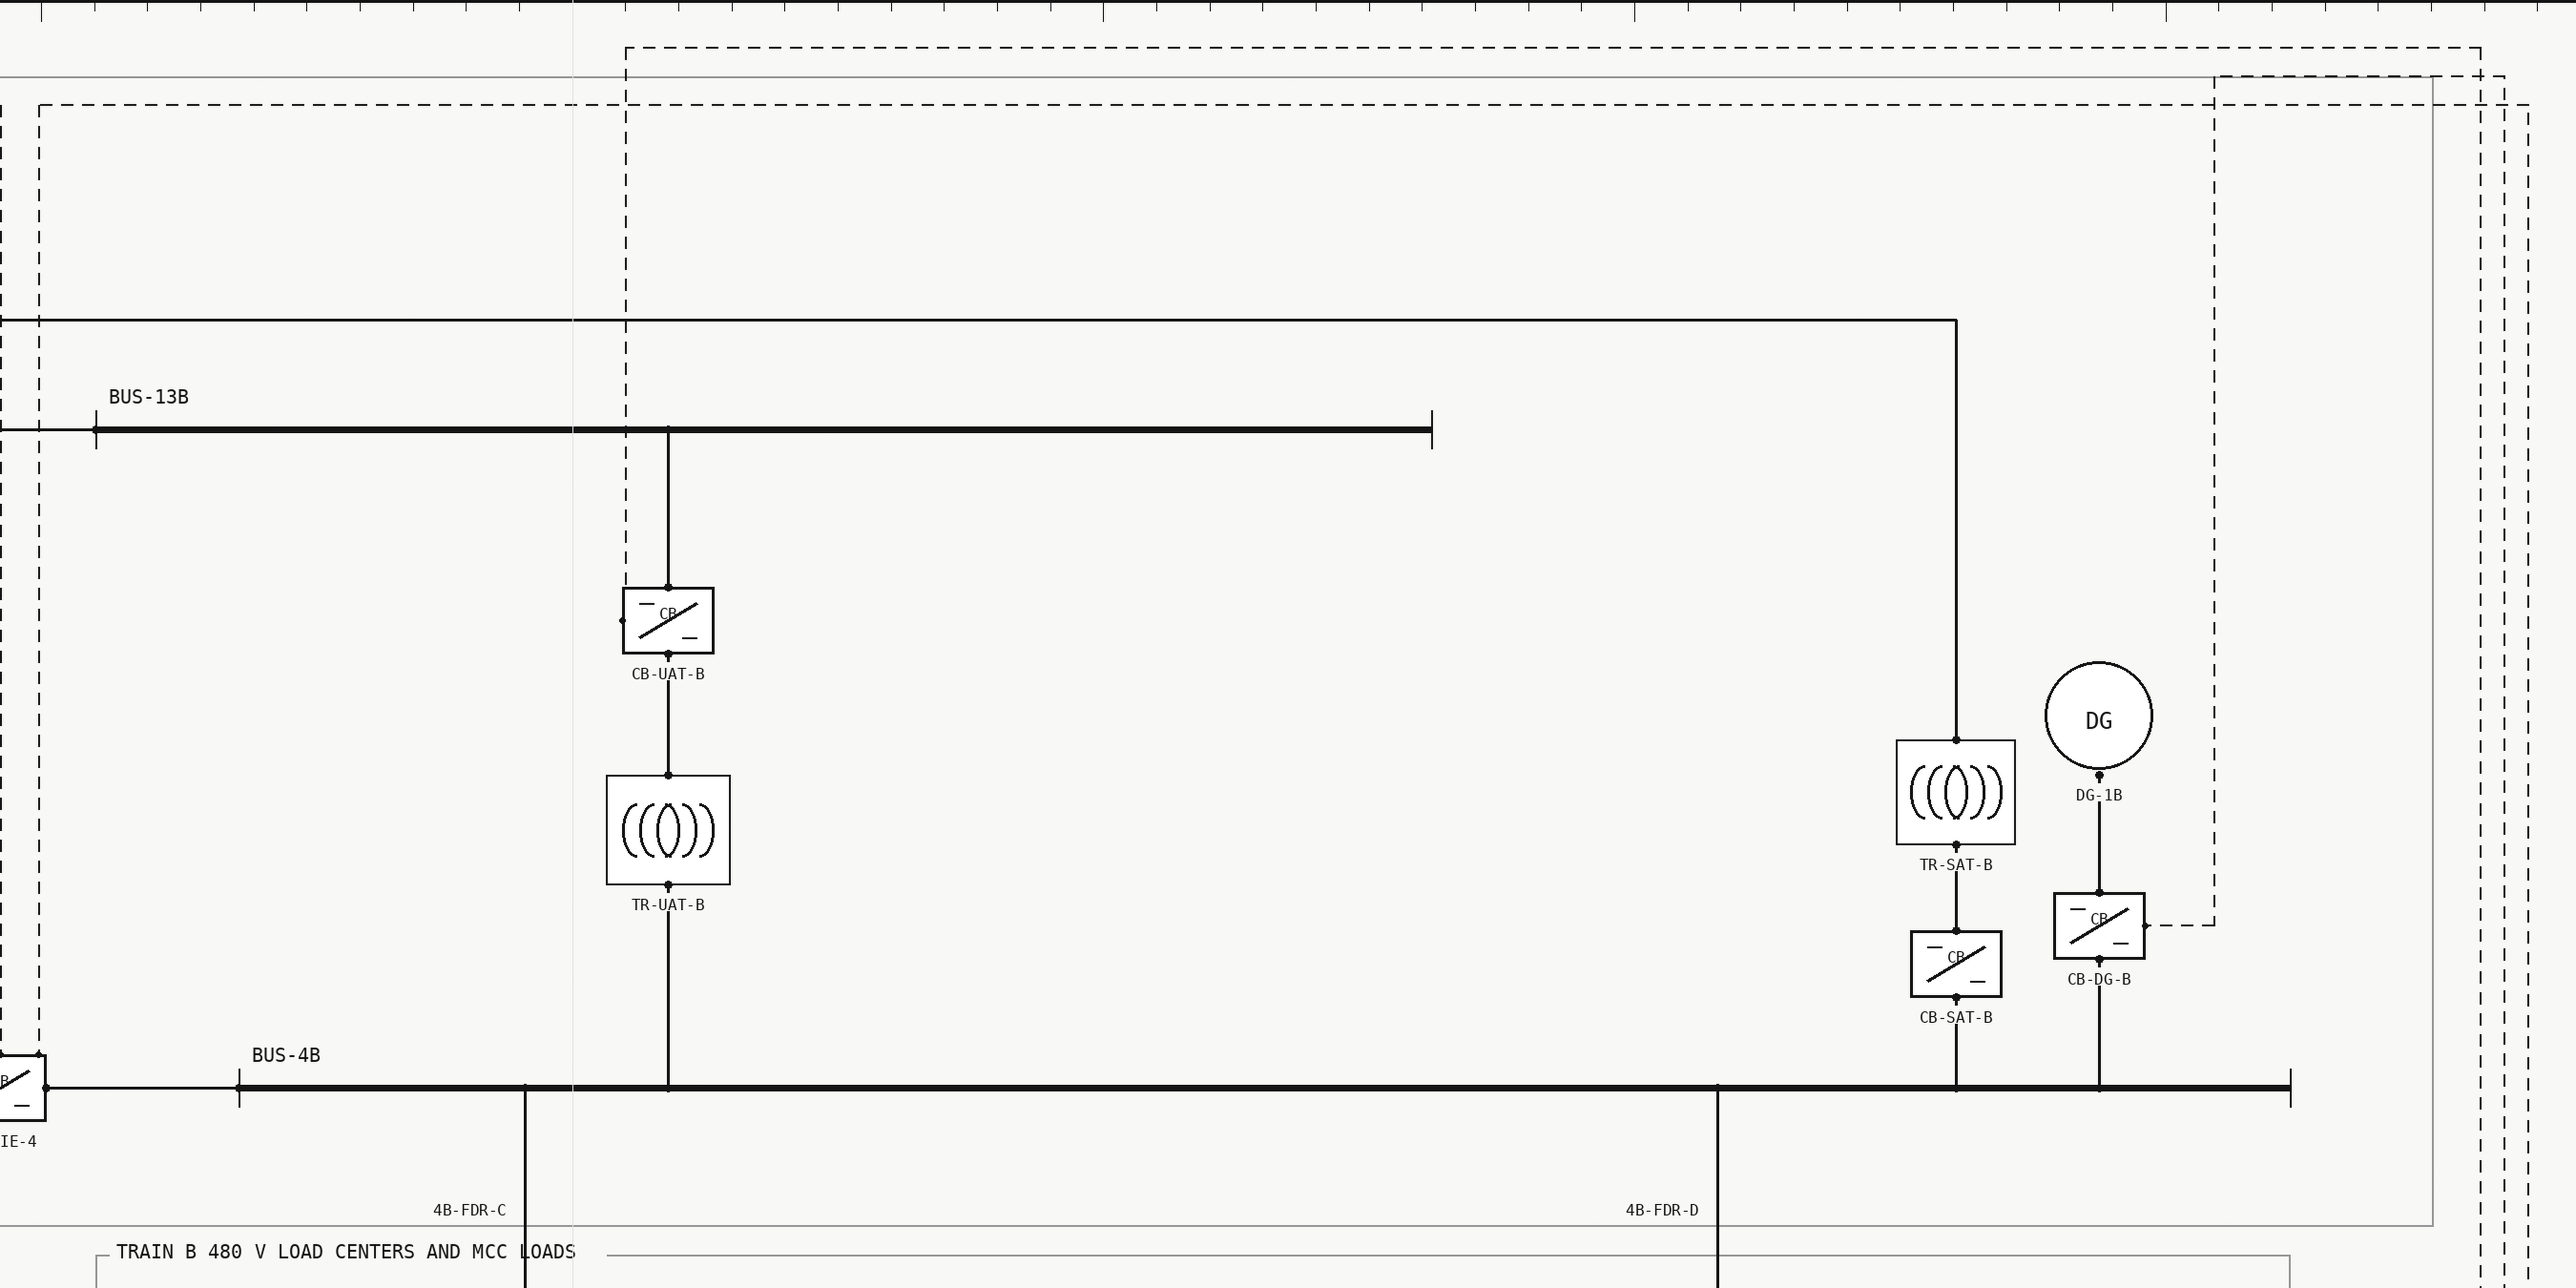 BUS-13B
CB
CB-UAT-B
DG
DG-1B
TR-SAT-B
TR-UAT-B
CB
CB-DG-B
CB
CB-SAT-B
BUS-4B
B
IE-4
4B-FDR-C
4B-FDR-D
TRAIN B 480 V LOAD CENTERS AND MCC LOADS